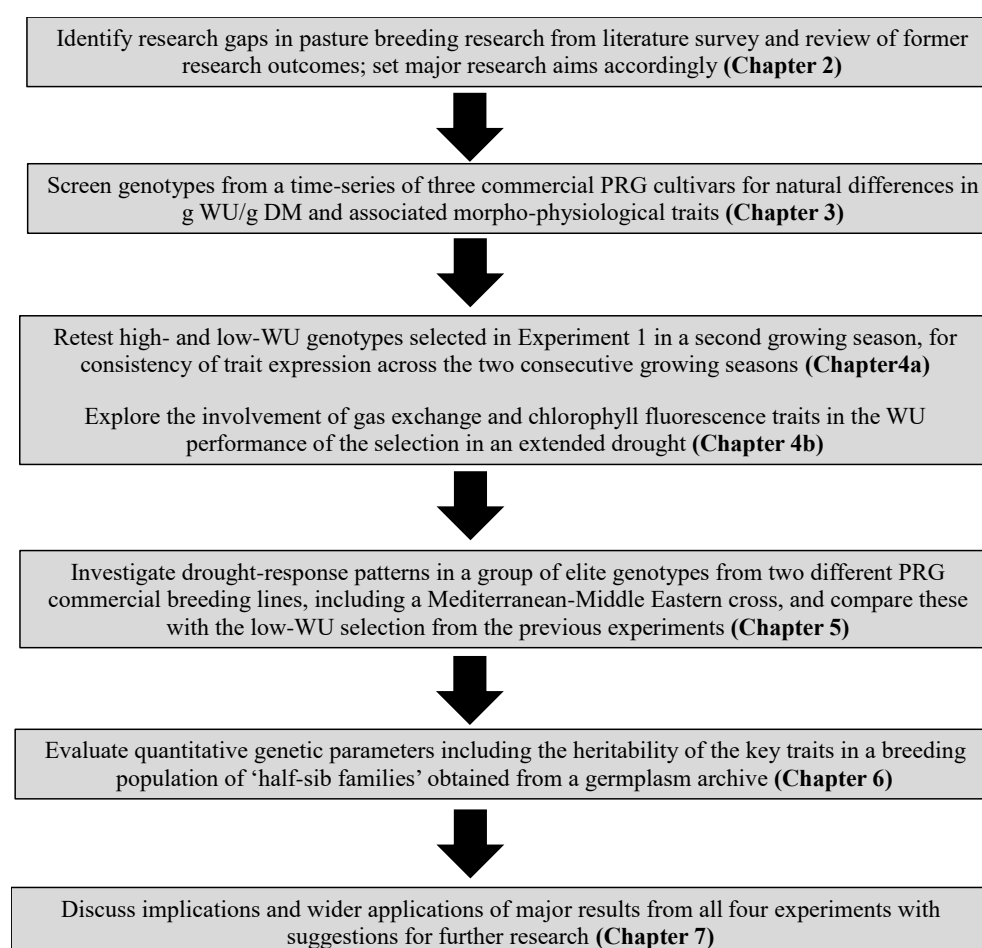 Identify research gaps in pasture breeding research from literature survey and review of former
research outcomes; set major research aims accordingly (Chapter 2)
Screen genotypes from a time-series of three commercial PRG cultivars for natural differences in
g WU/g DM and associated morpho-physiological traits (Chapter 3)
Retest high- and low-WU genotypes selected in Experiment 1 in a second growing season, for
consistency of trait expression across the two consecutive growing seasons (Chapter4a)
Explore the involvement of gas exchange and chlorophyll fluorescence traits in the WU
performance of the selection in an extended drought (Chapter 4b)
Investigate drought-response patterns in a group of elite genotypes from two different PRG
commercial breeding lines, including a Mediterranean-Middle Eastern cross, and compare these
with the low-WU selection from the previous experiments (Chapter 5)
Evaluate quantitative genetic parameters including the heritability of the key traits in a breeding
population of ‘half-sib families’ obtained from a germplasm archive (Chapter 6)
Discuss implications and wider applications of major results from all four experiments with
suggestions for further research (Chapter 7)